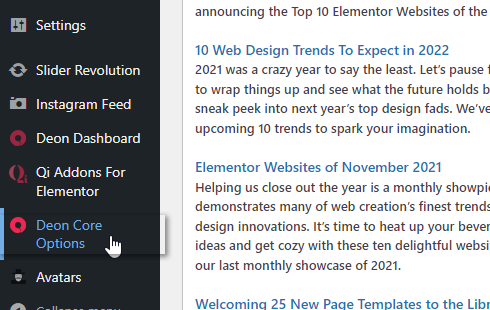 Settings
Slider Revolution
Instagram Feed
Deon Dashboard
Qi Addons For
Elementor
Deon Core
Options
Avatars
Collapse menu
announcing the Top 10 Elementor Websites of the
10 Web Design Trends To Expect in 2022
2021 was a crazy year to say the least. Let's pause
to wrap things up and see what the future holds
sneak peek into next year's top design fads. We've
upcoming 10 trends to spark your imagination.
Elementor Websites of November 2021
Helping us close out the year is a monthly showpi
demonstrates many of web creation's finest trends
design innovations. It's time to heat up your bever
ideas and get cozy with these ten delightful websi
our last monthly showcase of 2021.
Welcoming 25 New Page Templates to the Libr